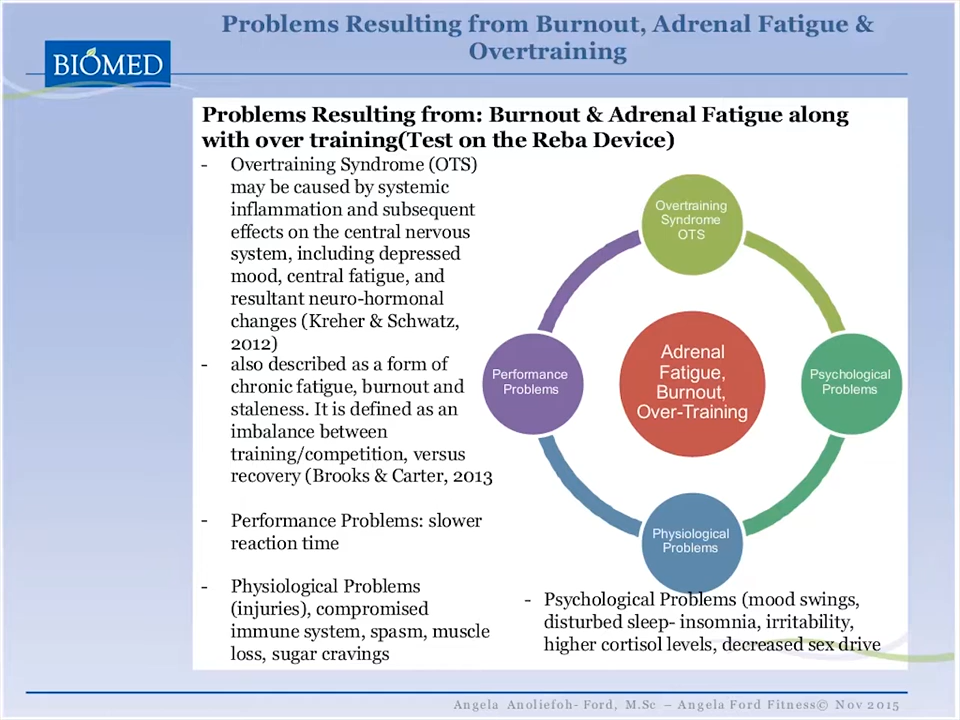 Problems Resulting from Burnout, Adrenal Fatigue &
Overtraining
BIOMED
Problems Resulting from: Burnout & Adrenal Fatigue along
with over training(Test on the Reba Device)
- Overtraining Syndrome (OTS)
may be caused by systemic
inflammation and subsequent
effects on the central nervous
system, including depressed
mood, central fatigue, and
resultant neuro-hormonal
changes (Kreher & Schwatz,
2012)
- also described as a form of
chronic fatigue, burnout and
staleness. It is defined as an
imbalance between
training/competition, versus
recovery (Brooks & Carter, 2013
- Performance Problems: slower
reaction time
- Physiological Problems
(injuries), compromised
immune system, spasm, muscle
loss, sugar cravings
Overtraining
Syndrome
OTS
Performance
Problems
Adrenal
Fatigue,
Burnout,
Over-Training
Psychological
Problems
Physiological
Problems
- Psychological Problems (mood swings,
disturbed sleep- insomnia, irritability,
higher cortisol levels, decreased sex drive
Angela Anoliefoh- Ford, M.Sc – Angela Ford Fitness© Nov 2015